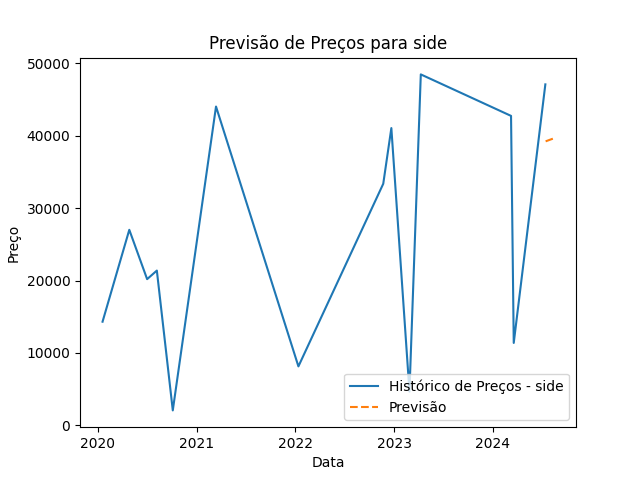 Previsão de Preços para side
Preço
50000
40000
30000
20000
10000
0
2020 2021 2022 2023 2024
Data
Histórico de Preços - side
Previsão